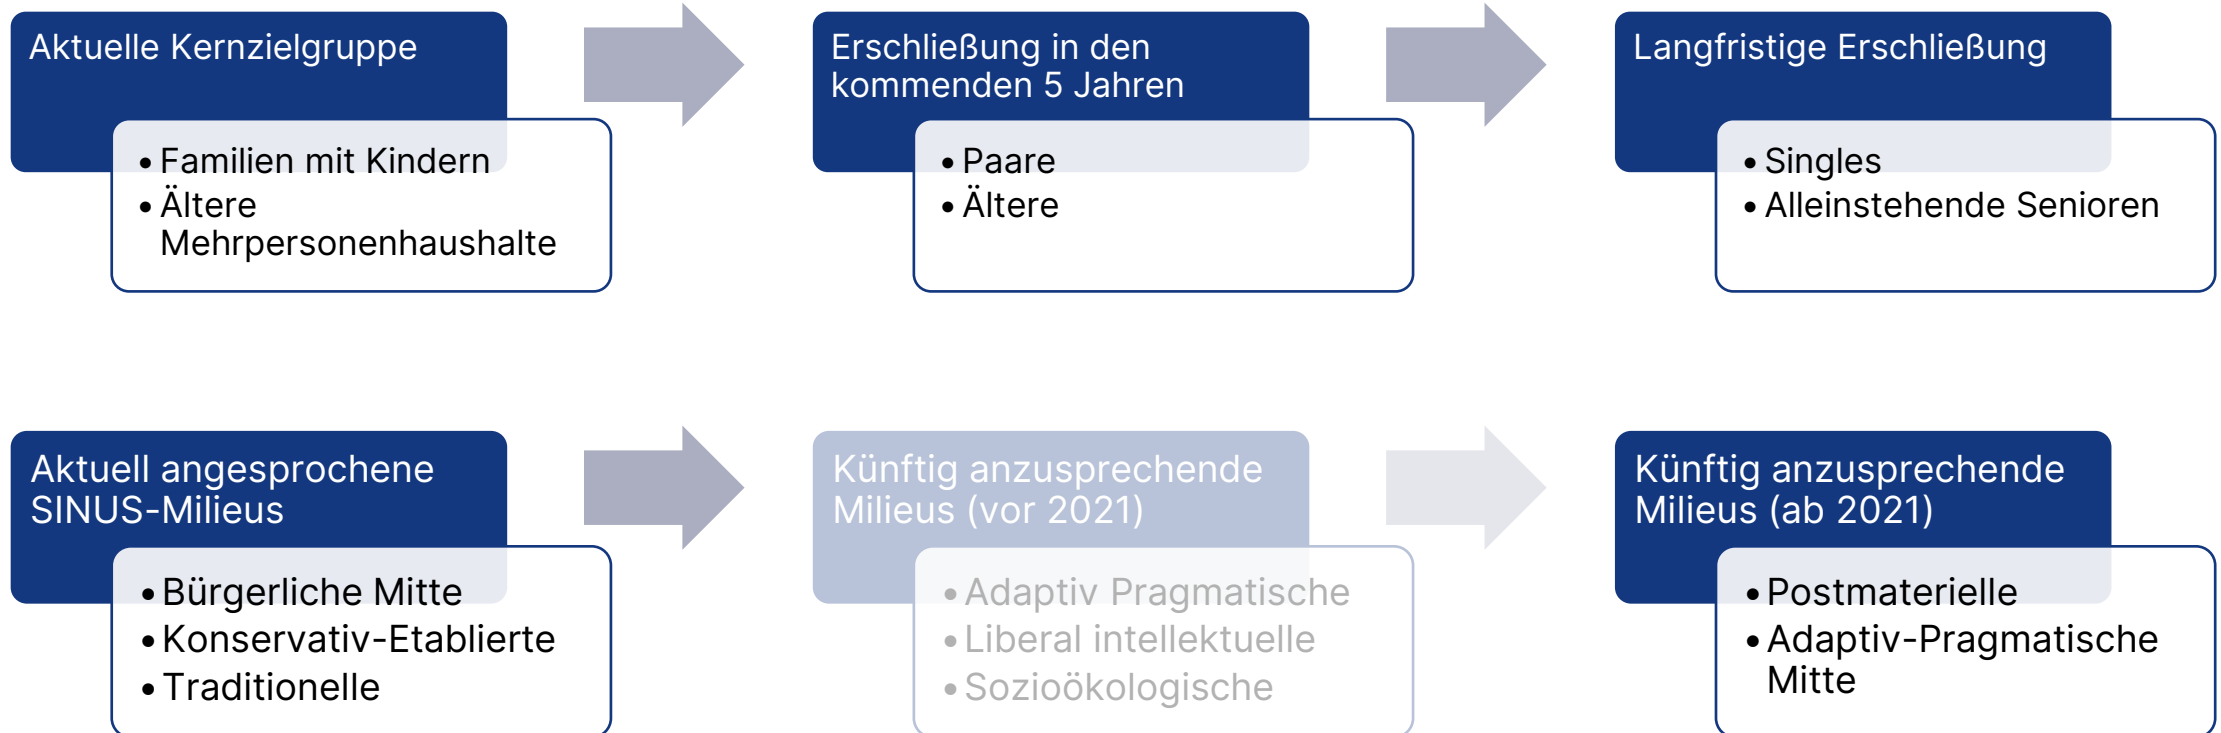 Aktuelle Kernzielgruppe
• Familien mit Kindern
• Ältere
Mehrpersonenhaushalte
Erschließung in den
kommenden 5 Jahren
• Paare
• Ältere
Langfristige Erschließung
• Singles
• Alleinstehende Senioren
Aktuell angesprochene
SINUS-Milieus
• Bürgerliche Mitte
• Konservativ-Etablierte
• Traditionelle
Künftig anzusprechende
Milieus (vor 2021)
• Adaptiv Pragmatische
• Liberal intellektuelle
• Sozioökologische
Künftig anzusprechende
Milieus (ab 2021)
• Postmaterielle
• Adaptiv-Pragmatische
Mitte